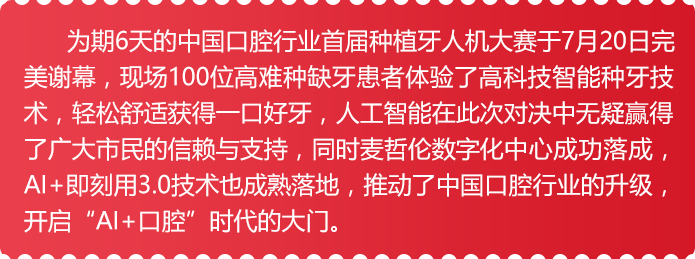 为期6天的中国口腔行业首届种植牙人机大赛于7月20日完
美谢幕，现场100位高难种缺牙患者体验了高科技智能种牙技
术，轻松舒适获得一口好牙，人工智能在此次对决中无疑赢得
了广大市民的信赖与支持，同时麦哲伦数字化中心成功落成，
AI+即刻用3.0技术也成熟落地，推动了中国口腔行业的升级，
开启“AI+口腔”时代的大门。